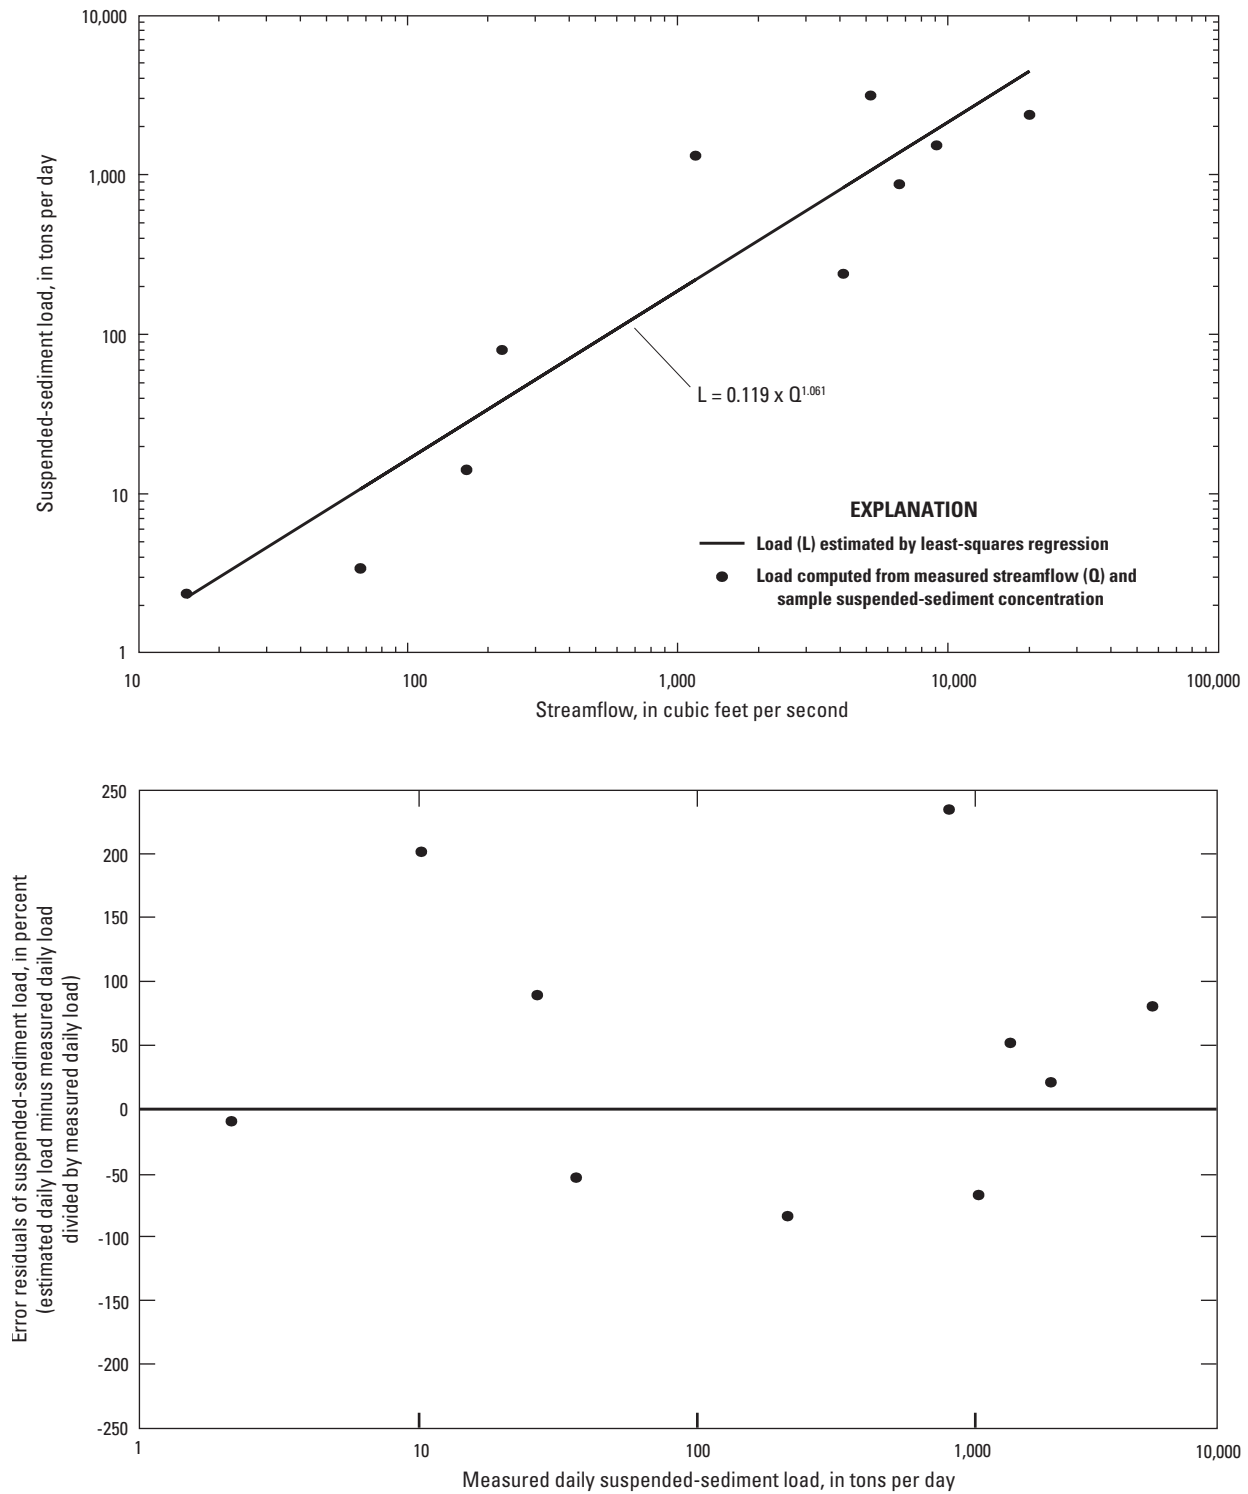 10,000
1,000
100
10
1
Suspended-sediment load, in tons per day
L = 0.119 x Q1.061
EXPLANATION
Load (L) estimated by least-squares regression
Load computed from measured streamflow (Q) and
sample suspended-sediment concentration
10 100 1,000 10,000 100,000
Streamflow, in cubic feet per second
250
200
150
100
50
0
-50
-100
-150
-200
-250
Error residuals of suspended-sediment load, in percent
(estimated daily load minus measured daily load
divided by measured daily load)
1 10 100 1,000 10,000
Measured daily suspended-sediment load, in tons per day